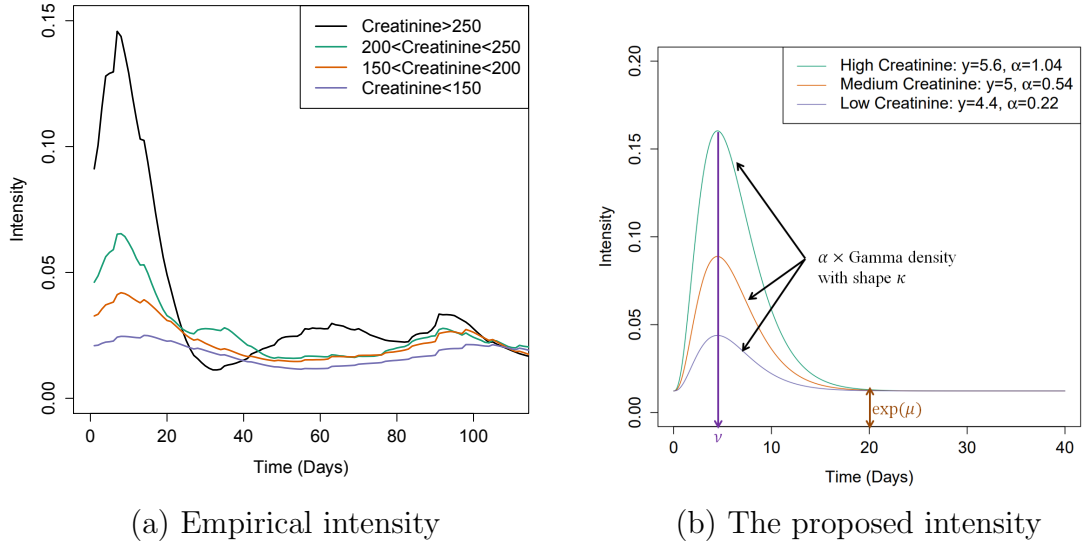 Creatinine>250
200<Creatinine<250
150<Creatinine<200
Creatinine<150
0.15
0.10
0.05
0.00
Intensity
0 20 40 60 80 100
Time (Days)
(a) Empirical intensity
High Creatinine: y=5.6, α=1.04
Medium Creatinine: y=5, α=0.54
Low Creatinine: y=4.4, α=0.22
0.20
0.15
0.10
0.05
0.00
Intensity
α × Gamma density
with shape κ
exp(μ)
ν
0 10 20 30 40
Time (Days)
(b) The proposed intensity